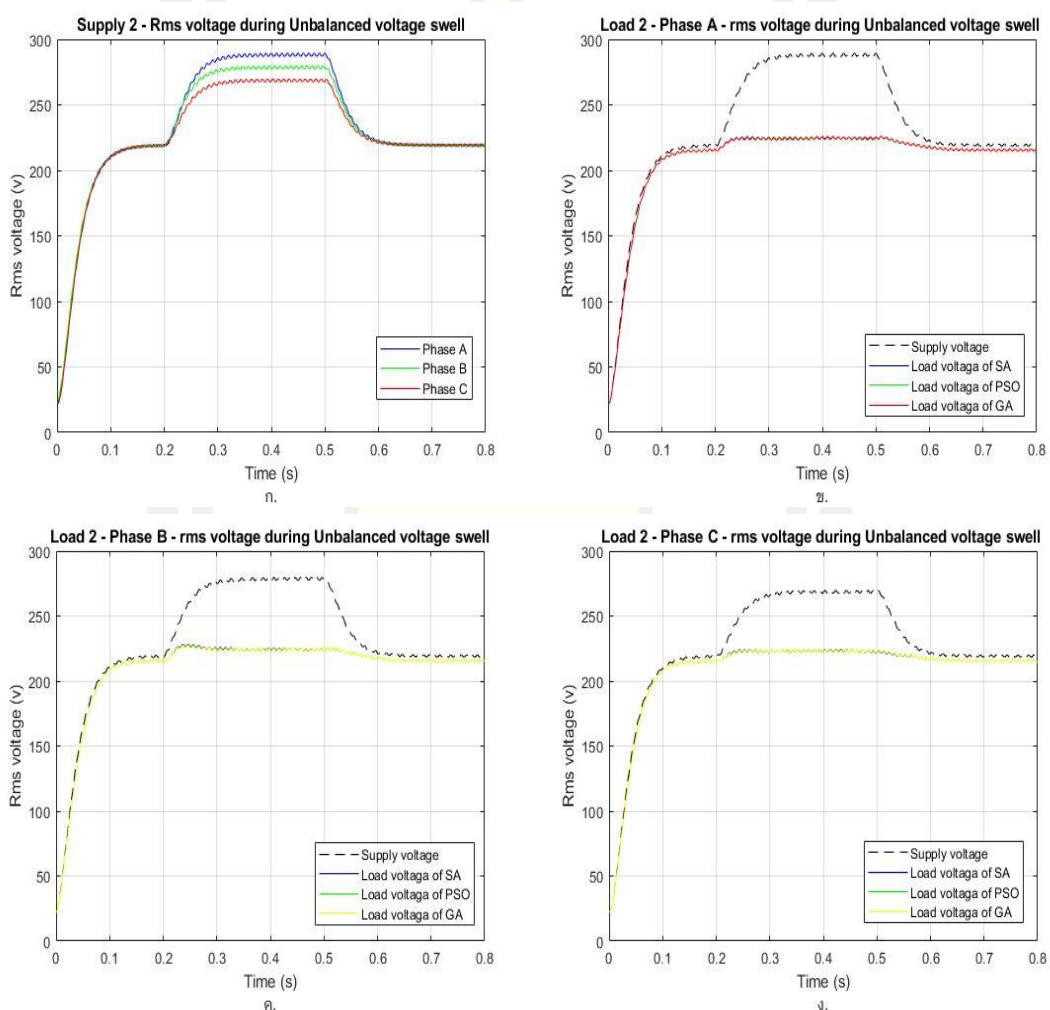 Supply 2 - Rms voltage during Unbalanced voltage swell
300
250
200
150
100
50
0
Rms voltage (v)
Phase A
Phase B
Phase C
0 0.1 0.2 0.3 0.4 0.5 0.6 0.7 0.8
Time (s)
ก.
Load 2 - Phase A - rms voltage during Unbalanced voltage swell
300
250
200
150
100
50
0
Rms voltage (v)
Supply voltage
Load voltaga of SA
Load voltaga of PSO
Load voltaga of GA
0 0.1 0.2 0.3 0.4 0.5 0.6 0.7 0.8
Time (s)
ข.
Load 2 - Phase B - rms voltage during Unbalanced voltage swell
300
250
200
150
100
50
0
Rms voltage (v)
Supply voltage
Load voltaga of SA
Load voltaga of PSO
Load voltaga of GA
0 0.1 0.2 0.3 0.4 0.5 0.6 0.7 0.8
Time (s)
ค.
Load 2 - Phase C - rms voltage during Unbalanced voltage swell
300
250
200
150
100
50
0
Rms voltage (v)
Supply voltage
Load voltaga of SA
Load voltaga of PSO
Load voltaga of GA
0 0.1 0.2 0.3 0.4 0.5 0.6 0.7 0.8
Time (s)
ง.